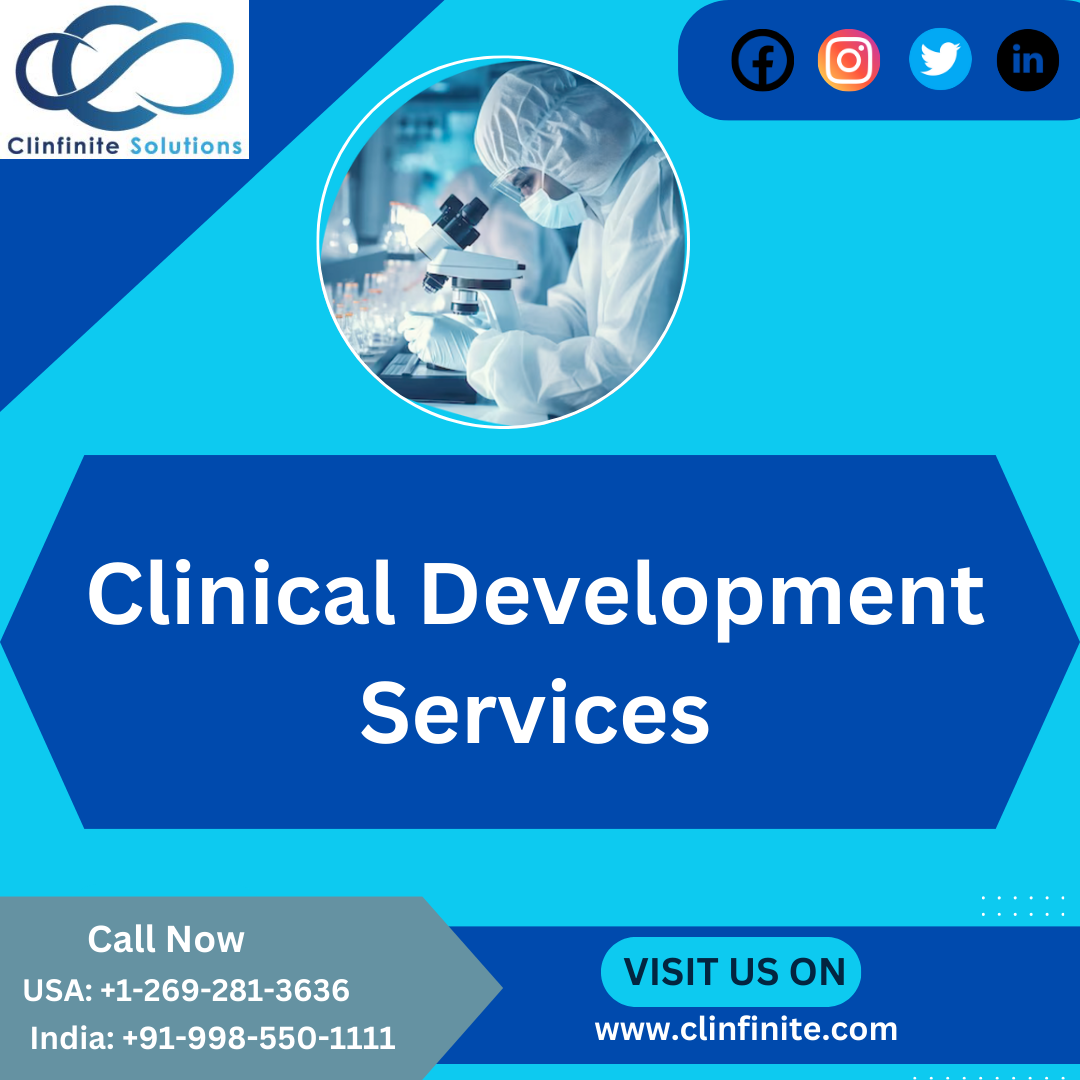 Clinfinite Solutions
in
Clinical Development
Services
Call Now
USA: +1-269-281-3636
India: +91-998-550-1111
VISIT US ON
www.clinfinite.com